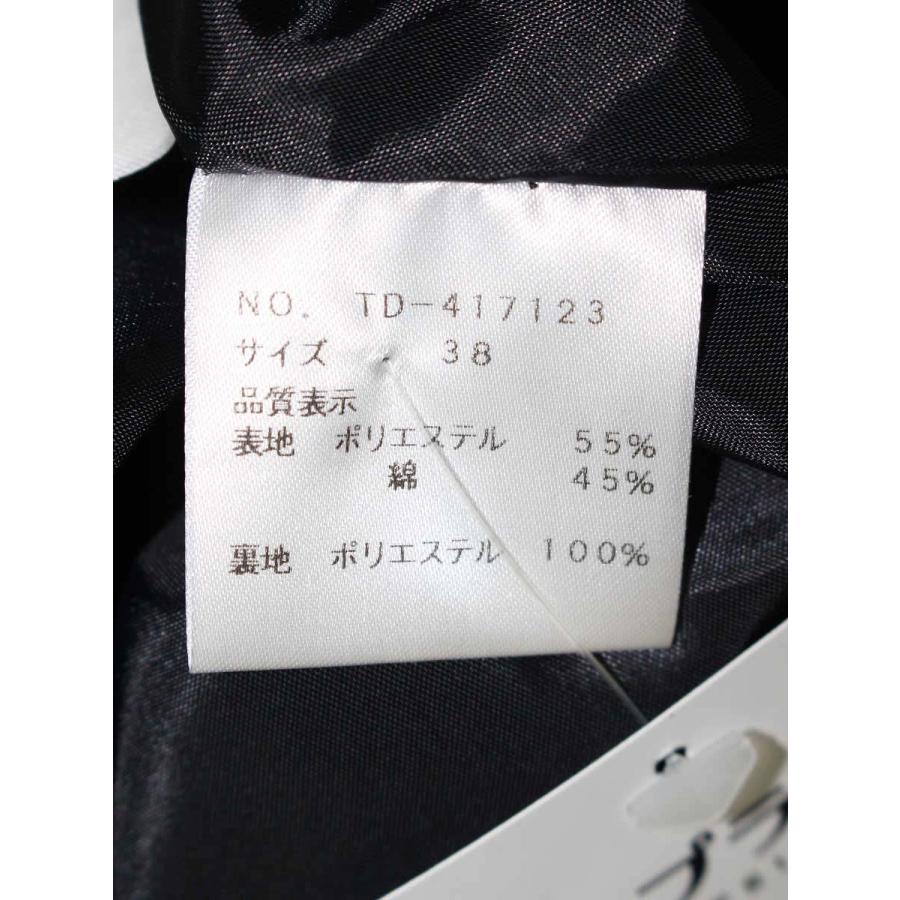 NO. TD-417123
サイズ 38
品質表示
表地 ポリエステル 55%
綿 45%
裏地 ポリエステル 100%